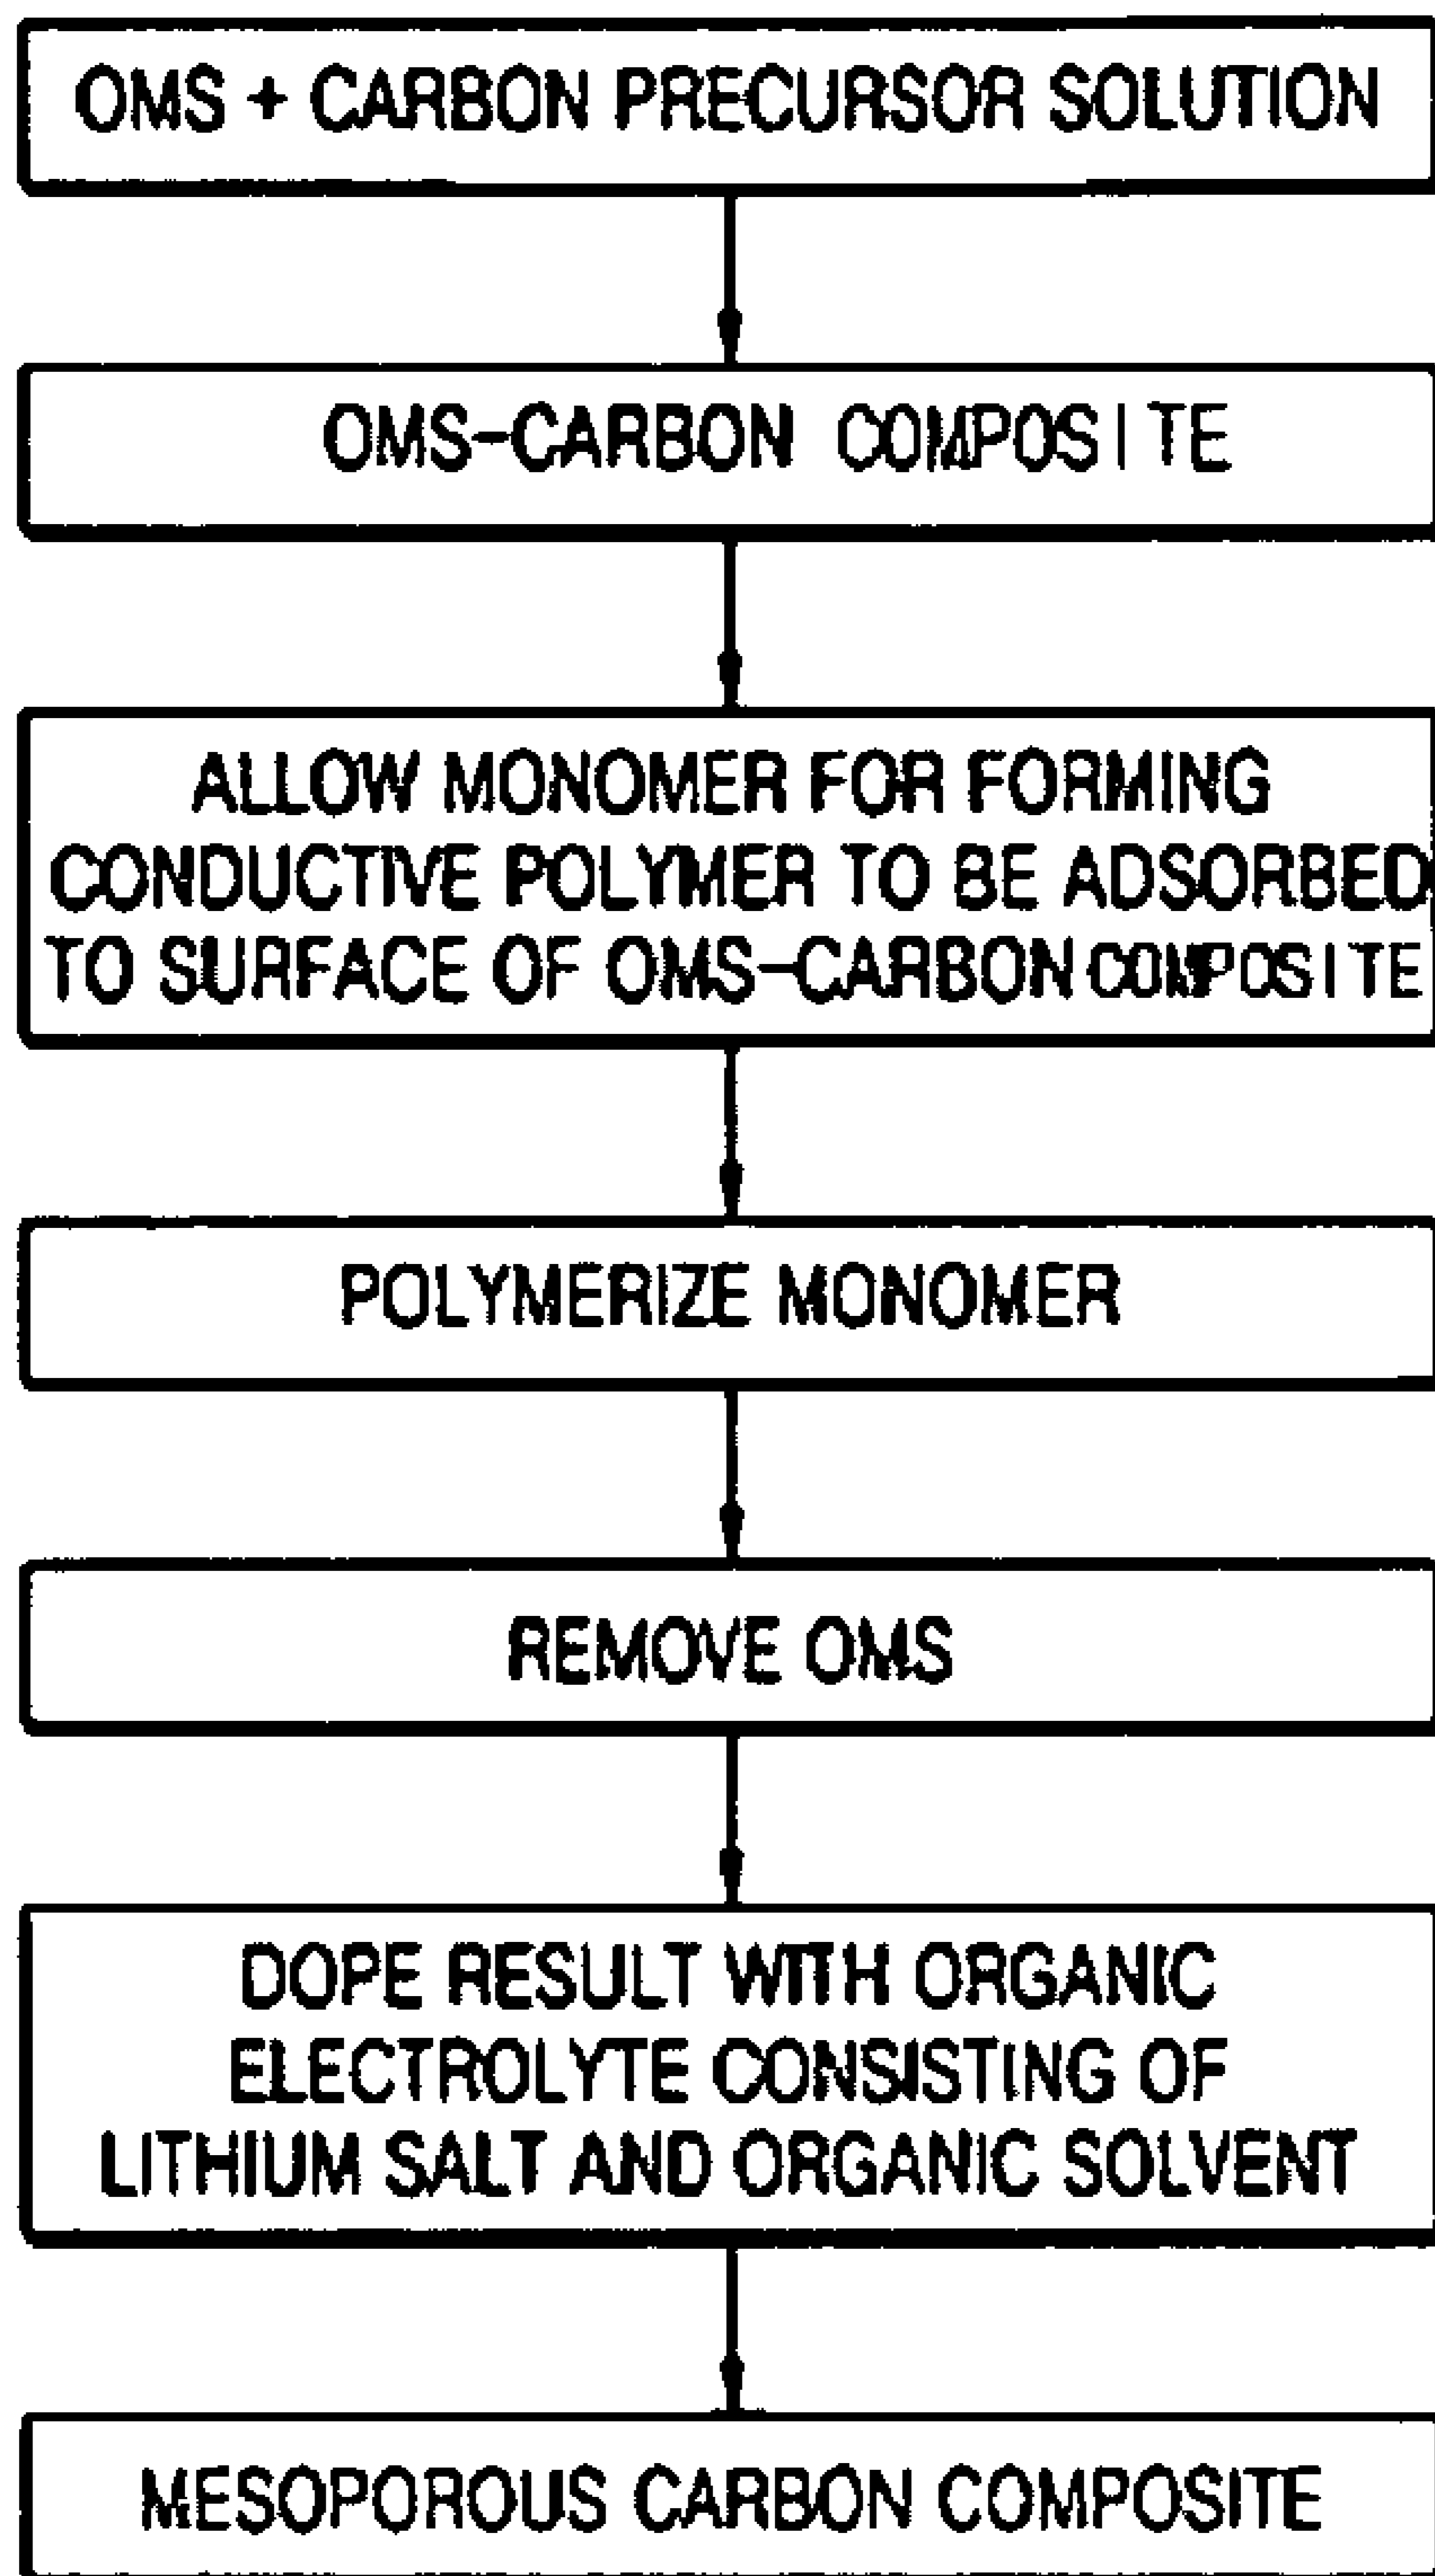 OMS + CARBON PRECURSOR SOLUTION
OMS-CARBON COMPOSITE
ALLOW MONOMER FOR FORMING
CONDUCTIVE POLYMER TO BE ADSORBED
TO SURFACE OF OMS-CARBON COMPOSITE
POLYMERIZE MONOMER
REMOVE OMS
DOPE RESULT WITH ORGANIC
ELECTROLYTE CONSISTING OF
LITHIUM SALT AND ORGANIC SOLVENT
MESOPOROUS CARBON COMPOSITE